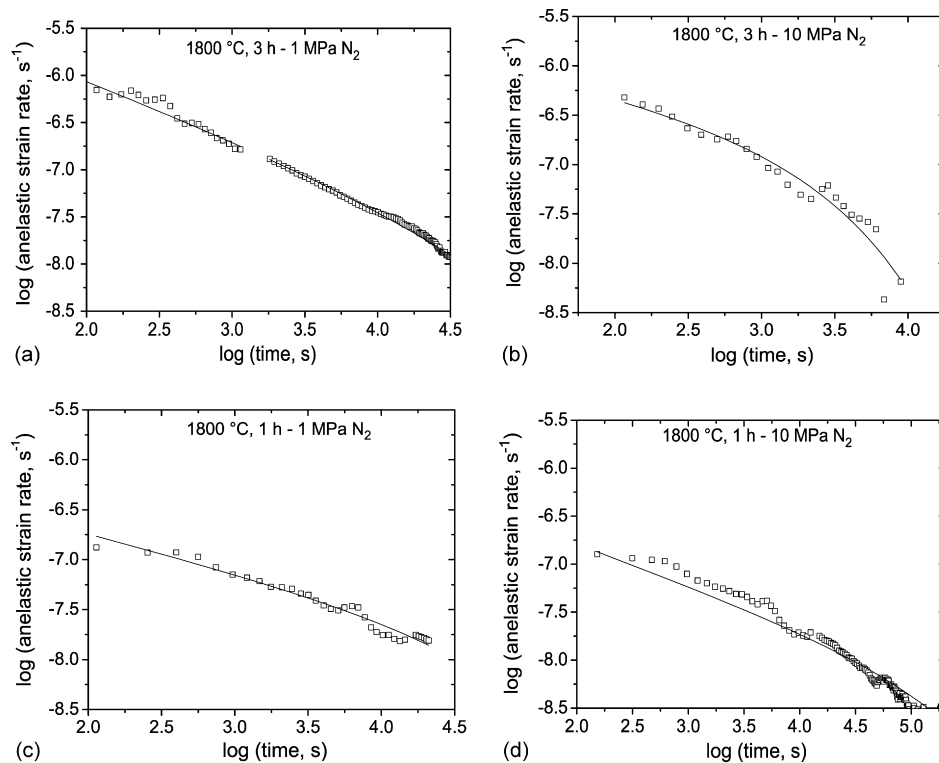 1800 °C, 3 h - 1 MPa N₂
log (anelastic strain rate, s⁻¹)
-5.5
-6.0
-6.5
-7.0
-7.5
-8.0
-8.5
2.0 2.5 3.0 3.5 4.0 4.5
log (time, s)
(a)
1800 °C, 3 h - 10 MPa N₂
log (anelastic strain rate, s⁻¹)
-5.5
-6.0
-6.5
-7.0
-7.5
-8.0
-8.5
2.0 2.5 3.0 3.5 4.0
log (time, s)
(b)
1800 °C, 1 h - 1 MPa N₂
log (anelastic strain rate, s⁻¹)
-5.5
-6.0
-6.5
-7.0
-7.5
-8.0
-8.5
2.0 2.5 3.0 3.5 4.0 4.5
log (time, s)
(c)
1800 °C, 1 h - 10 MPa N₂
log (anelastic strain rate, s⁻¹)
-5.5
-6.0
-6.5
-7.0
-7.5
-8.0
-8.5
2.0 2.5 3.0 3.5 4.0 4.5 5.0
log (time, s)
(d)